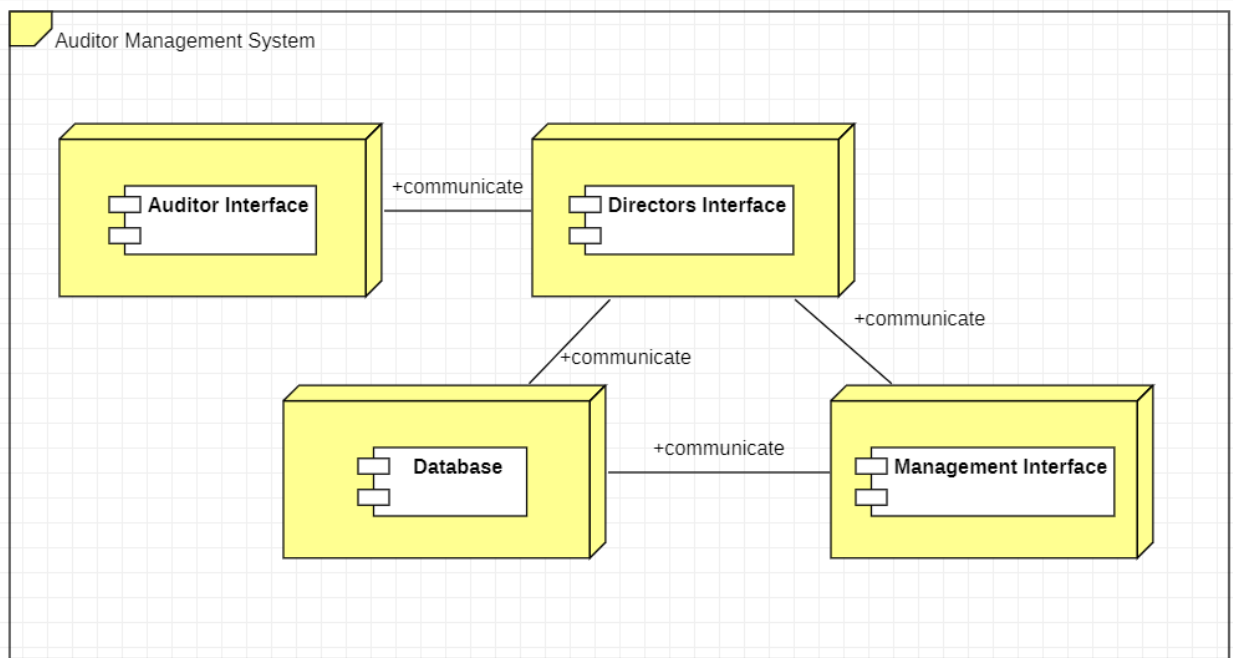 Auditor Management System
+communicate
Auditor Interface
Directors Interface
+communicate
+communicate
+communicate
Database
Management Interface